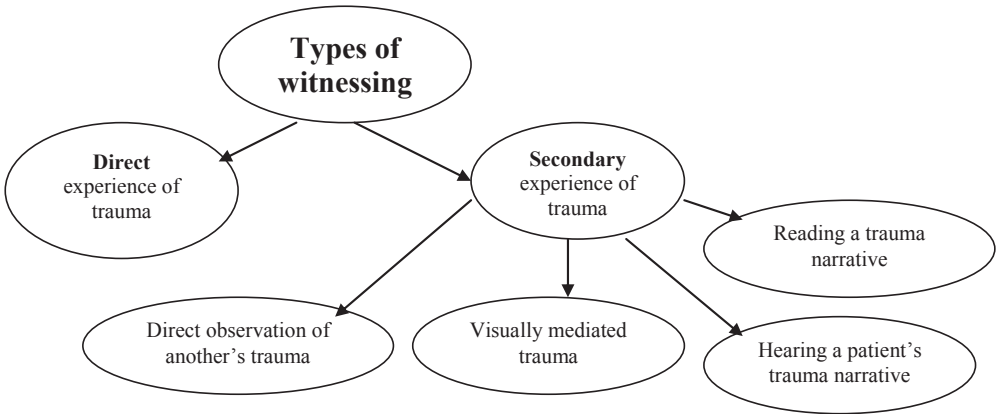 Types of
witnessing
Direct
experience of
trauma
Secondary
experience of
trauma
Reading a trauma
narrative
Direct observation of
another’s trauma
Visually mediated
trauma
Hearing a patient’s
trauma narrative